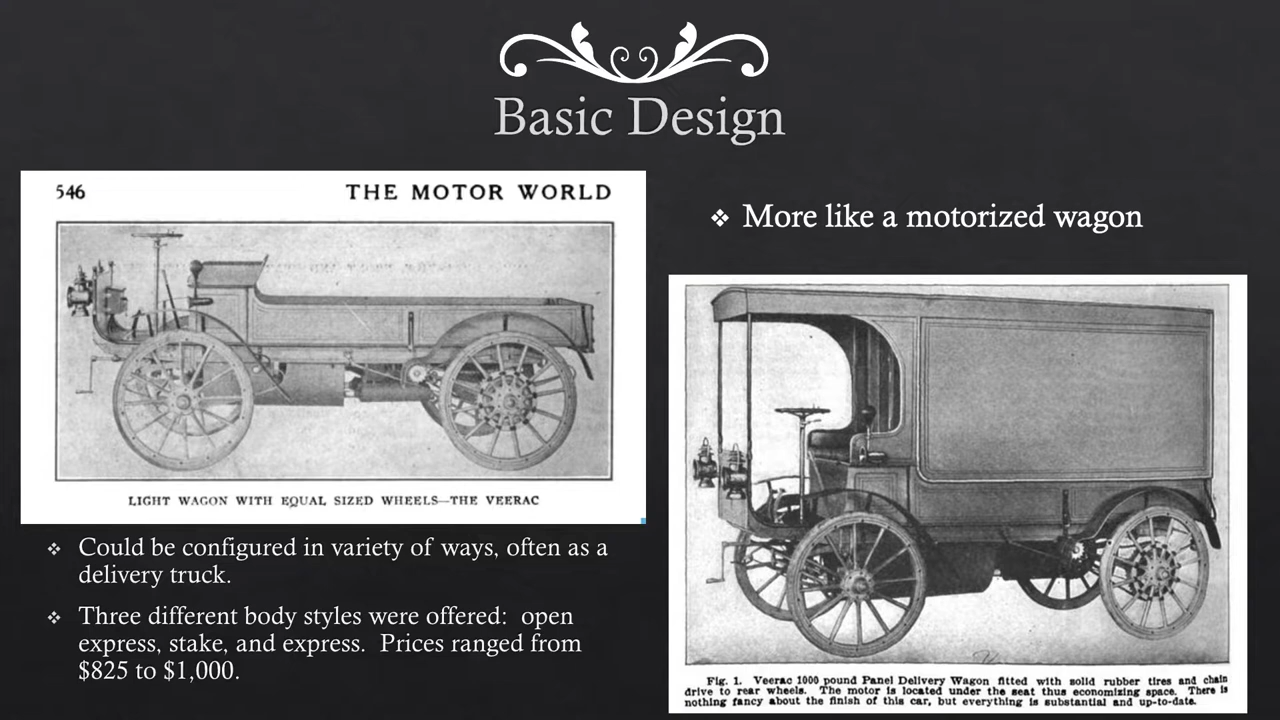 Basic Design
546 THE MOTOR WORLD
LIGHT WAGON WITH EQUAL SIZED WHEELS—THE VEERAC
❖ Could be configured in variety of ways, often as a
delivery truck.
❖ Three different body styles were offered:  open
express, stake, and express.  Prices ranged from
$825 to $1,000.
❖ More like a motorized wagon
Fig. 1. Veerac 1000 pound Panel Delivery Wagon fitted with solid rubber tires and chain
drive to rear wheels. The motor is located under the seat thus economizing space. There is
nothing fancy about the finish of this car, but everything is substantial and up-to-date.